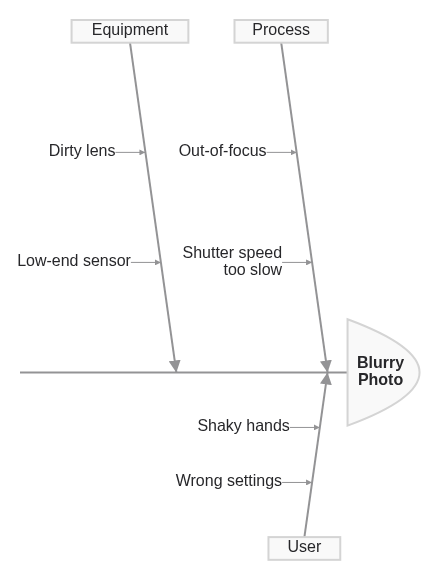 Equipment
Process
Dirty lens
Out-of-focus
Low-end sensor
Shutter speed
too slow
Blurry
Photo
Shaky hands
Wrong settings
User